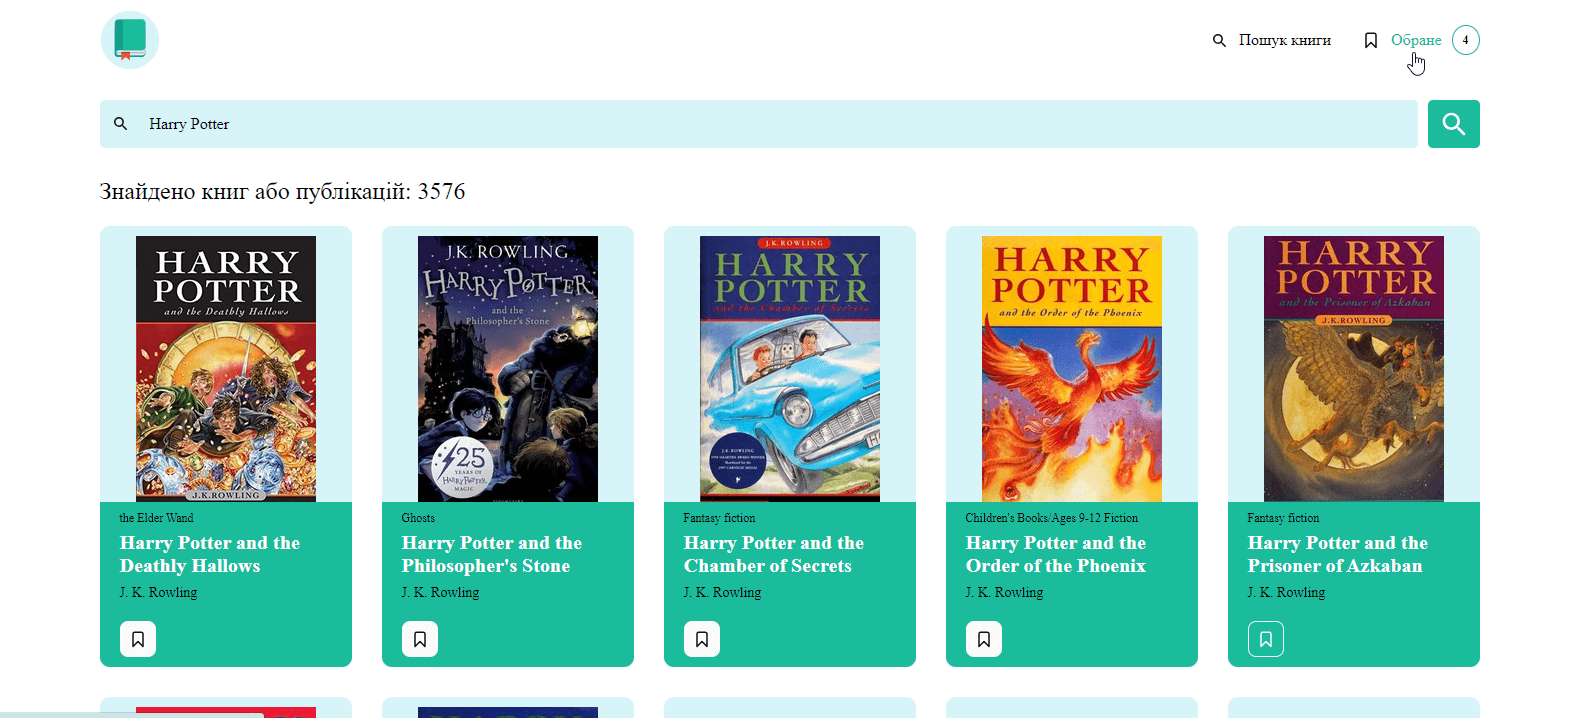 Пошук книги
Обране
4
Harry Potter
Знайдено книг або публікацій: 3576
HARRY
POTTER
and the Deathly Hallows
J.K.ROWLING
the Elder Wand
Harry Potter and the
Deathly Hallows
J. K. Rowling
J.K. ROWLING
HARRY POTTER
and the
Philosopher's Stone
25
YEARS OF
HARRY POTTER
MAGIC
Ghosts
Harry Potter and the
Philosopher's Stone
J. K. Rowling
J.K.ROWLING
HARRY
POTTER
and the Chamber of Secrets
J.K. ROWLING
Fantasy fiction
Harry Potter and the
Chamber of Secrets
J. K. Rowling
HARRY
POTTER
and the Order of the Phoenix
Children's Books/Ages 9-12 Fiction
Harry Potter and the
Order of the Phoenix
J. K. Rowling
HARRY
POTTER
and the Prisoner of Azkaban
J.K.ROWLING
Fantasy fiction
Harry Potter and the
Prisoner of Azkaban
J. K. Rowling